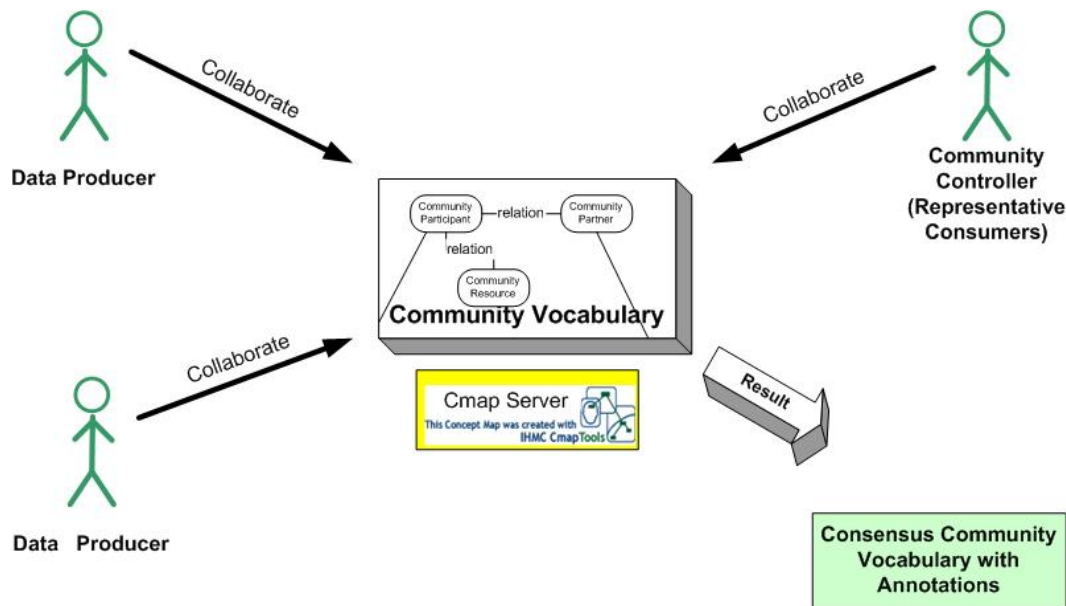 Collaborate
Collaborate
Data Producer
Community
Controller
(Representative
Consumers)
Community
Participant
relation
Community
Partner
relation
Community
Resource
Community Vocabulary
Collaborate
Cmap Server
This Concept Map was created with
IHMC CmapTools
Result
Data Producer
Consensus Community
Vocabulary with
Annotations